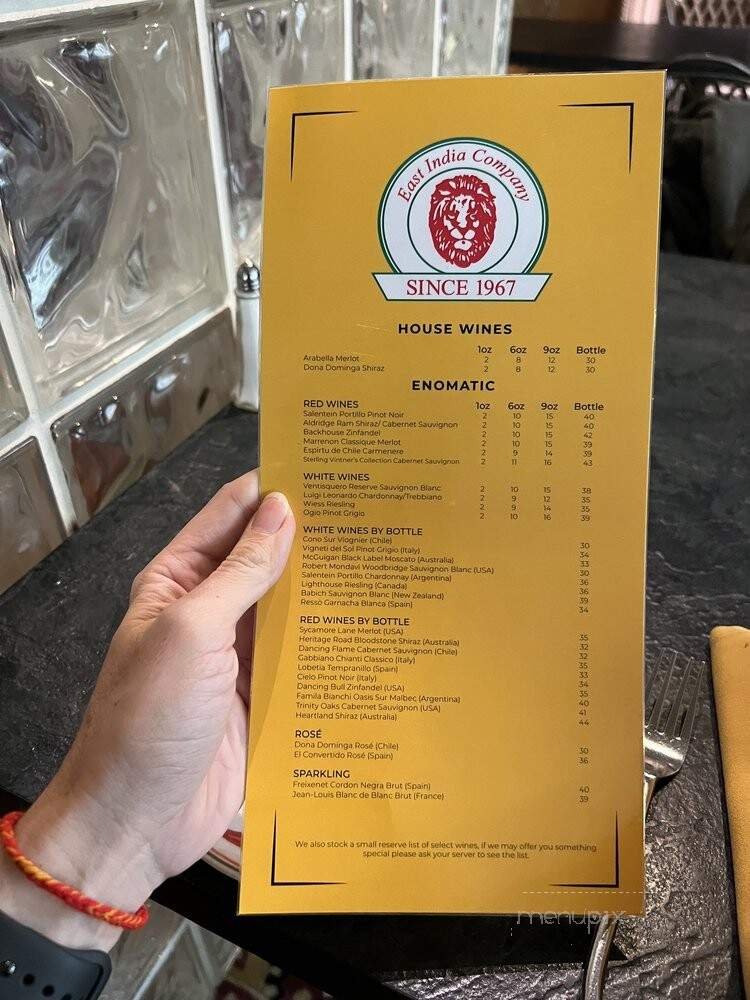 East India Company
SINCE 1967
HOUSE WINES
1oz 6oz 9oz Bottle
Arabella Merlot 2 8 12 30
Dona Dominga Shiraz 2 8 12 30
ENOMATIC
RED WINES 1oz 6oz 9oz Bottle
Salentein Portillo Pinot Noir 2 10 15 40
Aldridge Ram Shiraz/ Cabernet Sauvignon 2 10 15 40
Backhouse Zinfandel 2 10 15 42
Marrenon Classique Merlot 2 10 15 39
Espirtu de Chile Carmenere 2 9 14 39
Sterling Vintner's Collection Cabernet Sauvignon 2 11 16 43
WHITE WINES
Ventisquero Reserve Sauvignon Blanc 2 10 15 38
Luigi Leonardo Chardonnay/Trebbiano 2 9 12 35
Wiess Riesling 2 9 14 35
Ogio Pinot Grigio 2 10 16 39
WHITE WINES BY BOTTLE
Cono Sur Viognier (Chile) 30
Vigneti del Sol Pinot Grigio (Italy) 34
McGuigan Black Label Moscato (Australia) 33
Robert Mondavi Woodbridge Sauvignon Blanc (USA) 30
Salentein Portillo Chardonnay (Argentina) 36
Lighthouse Riesling (Canada) 36
Babich Sauvignon Blanc (New Zealand) 39
Resso Garnacha Blanca (Spain) 34
RED WINES BY BOTTLE
Sycamore Lane Merlot (USA) 35
Heritage Road Bloodstone Shiraz (Australia) 32
Dancing Flame Cabernet Sauvignon (Chile) 32
Gabbiano Chianti Classico (Italy) 35
Lobetia Tempranillo (Spain) 33
Cielo Pinot Noir (Italy) 34
Dancing Bull Zinfandel (USA) 35
Famila Bianchi Oasis Sur Malbec (Argentina) 40
Trinity Oaks Cabernet Sauvignon (USA) 41
Heartland Shiraz (Australia) 44
ROSÉ
Dona Dominga Rosé (Chile) 30
El Convertido Rosé (Spain) 36
SPARKLING
Freixenet Cordon Negra Brut (Spain) 40
Jean-Louis Blanc de Blanc Brut (France) 39
We also stock a small reserve list of select wines, if we may offer you something
special please ask your server to see the list.
menupix